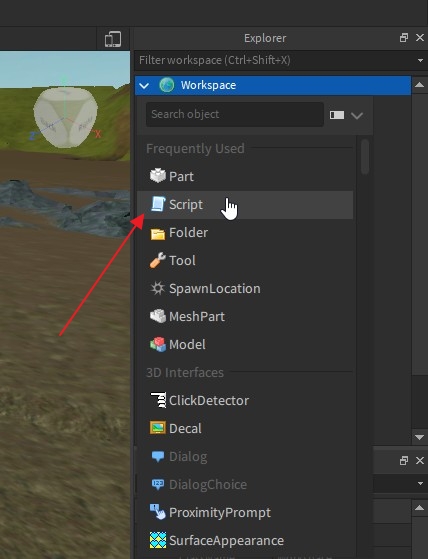 Explorer
Filter workspace (Ctrl+Shift+X)
Workspace
Search object
Frequently Used
Part
Script
Folder
Tool
SpawnLocation
MeshPart
Model
3D Interfaces
ClickDetector
Decal
Dialog
DialogChoice
ProximityPrompt
SurfaceAppearance